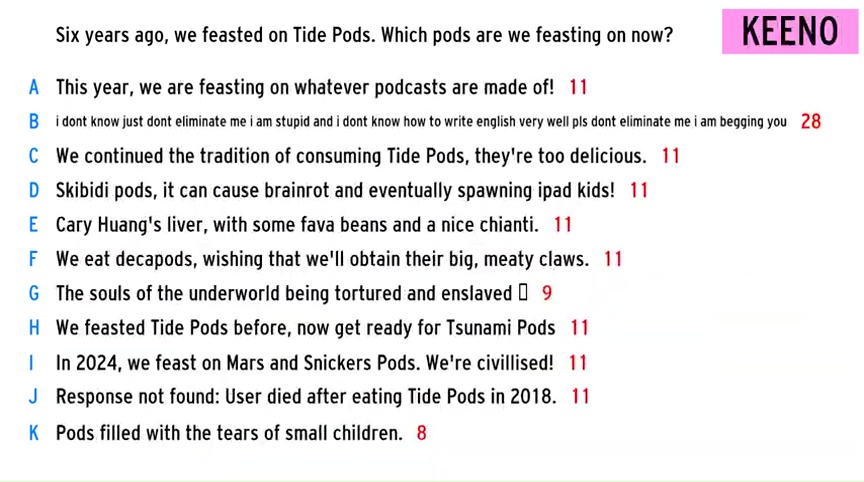 Six years ago, we feasted on Tide Pods. Which pods are we feasting on now?
KEENO
A This year, we are feasting on whatever podcasts are made of! 11
B i dont know just dont eliminate me i am stupid and i dont know how to write english very well pls dont eliminate me i am begging you 28
C We continued the tradition of consuming Tide Pods, they're too delicious. 11
D Skibidi pods, it can cause brainrot and eventually spawning ipad kids! 11
E Cary Huang's liver, with some fava beans and a nice chianti. 11
F We eat decapods, wishing that we'll obtain their big, meaty claws. 11
G The souls of the underworld being tortured and enslaved ▯ 9
H We feasted Tide Pods before, now get ready for Tsunami Pods 11
I In 2024, we feast on Mars and Snickers Pods. We're civillised! 11
J Response not found: User died after eating Tide Pods in 2018. 11
K Pods filled with the tears of small children. 8